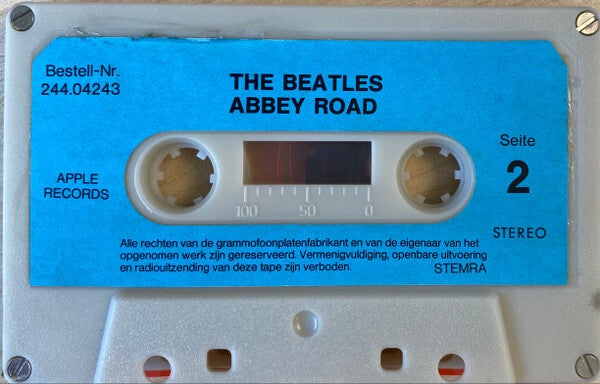 Bestell-Nr.
244.04243
THE BEATLES
ABBEY ROAD
Seite
2
APPLE
RECORDS
100 50 0
STEREO
Alle rechten van de grammofoonplatenfabrikant en van de eigenaar van het
opgenomen werk zijn gereserveerd. Vermenigvuldiging, openbare uitvoering
en radiouitzending van deze tape zijn verboden.
STEMRA